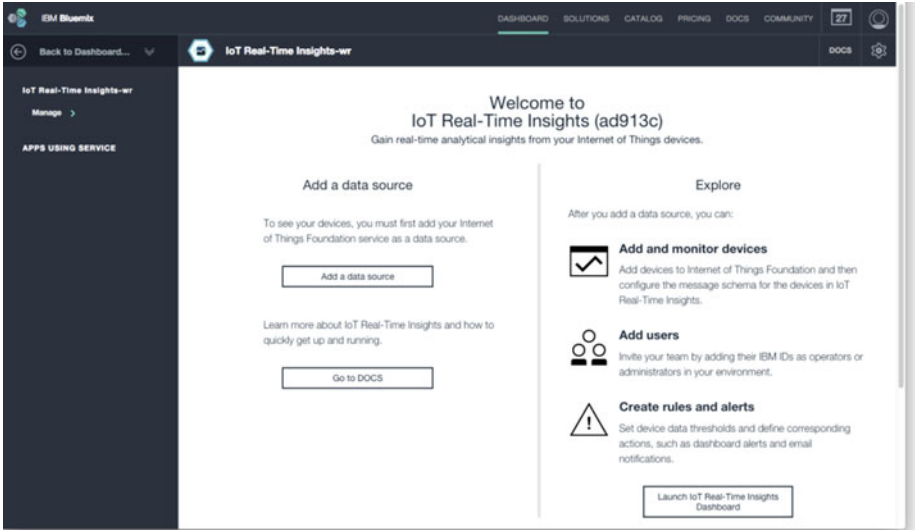 IBM Bluemix
DASHBOARD SOLUTIONS CATALOG PRICING DOCS COMMUNITY 27
Back to Dashboard...
IoT Real-Time Insights-wr
DOCS
IoT Real-Time Insights-wr
Manage
APPS USING SERVICE
Welcome to
IoT Real-Time Insights (ad913c)
Gain real-time analytical insights from your Internet of Things devices.
Add a data source
To see your devices, you must first add your Internet
of Things Foundation service as a data source.
Add a data source
Learn more about IoT Real-Time Insights and how to
quickly get up and running.
Go to DOCS
Explore
After you add a data source, you can:
Add and monitor devices
Add devices to Internet of Things Foundation and then
configure the message schema for the devices in IoT
Real-Time Insights.
Add users
Invite your team by adding their IBM IDs as operators or
administrators in your environment.
Create rules and alerts
Set device data thresholds and define corresponding
actions, such as dashboard alerts and email
notifications.
Launch IoT Real-Time Insights
Dashboard